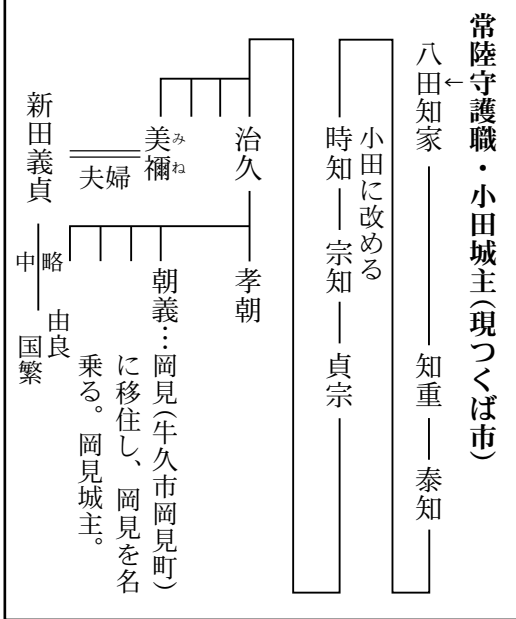 常陸守護職・小田城主(現つくば市)
↓
八田知家
知重
泰知
小田に改める
時知
宗知
貞宗
治久
孝朝
美禰
みね
朝義…岡見(牛久市岡見町)
に移住し、岡見を名
乗る。岡見城主。
夫婦
新田義貞
中略
由良
国繁